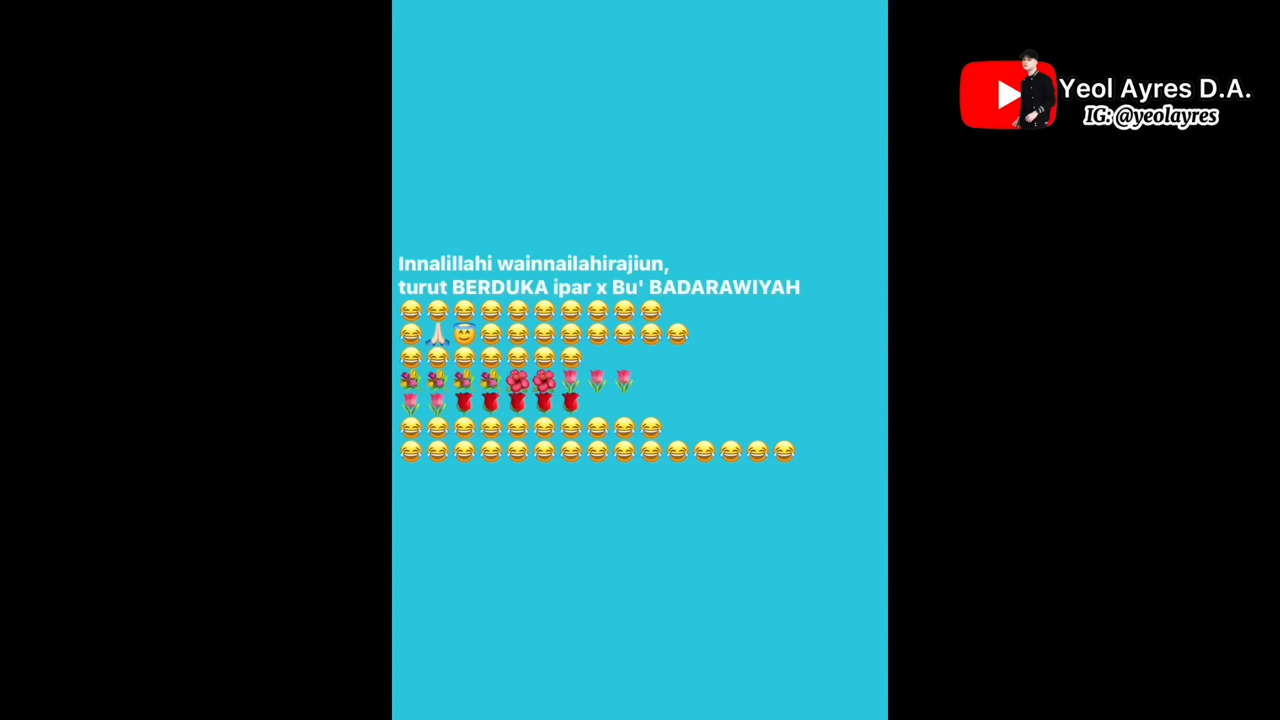 Innalillahi wainnailahirajiun,
turut BERDUKA ipar x Bu' BADARAWIYAH
😂😂😂😂😂😂😂😂😂😂
😂🙏🏻😇😂😂😂😂😂😂😂😂
😂😂😂😂😂😂😂
💐💐💐💐🌺🌺🌷🌷🌷
🌷🌷🌹🌹🌹🌹🌹
😂😂😂😂😂😂😂😂😂😂
😂😂😂😂😂😂😂😂😂😂😂😂😂😂😂
Yeol Ayres D.A.
IG: @yeolayres